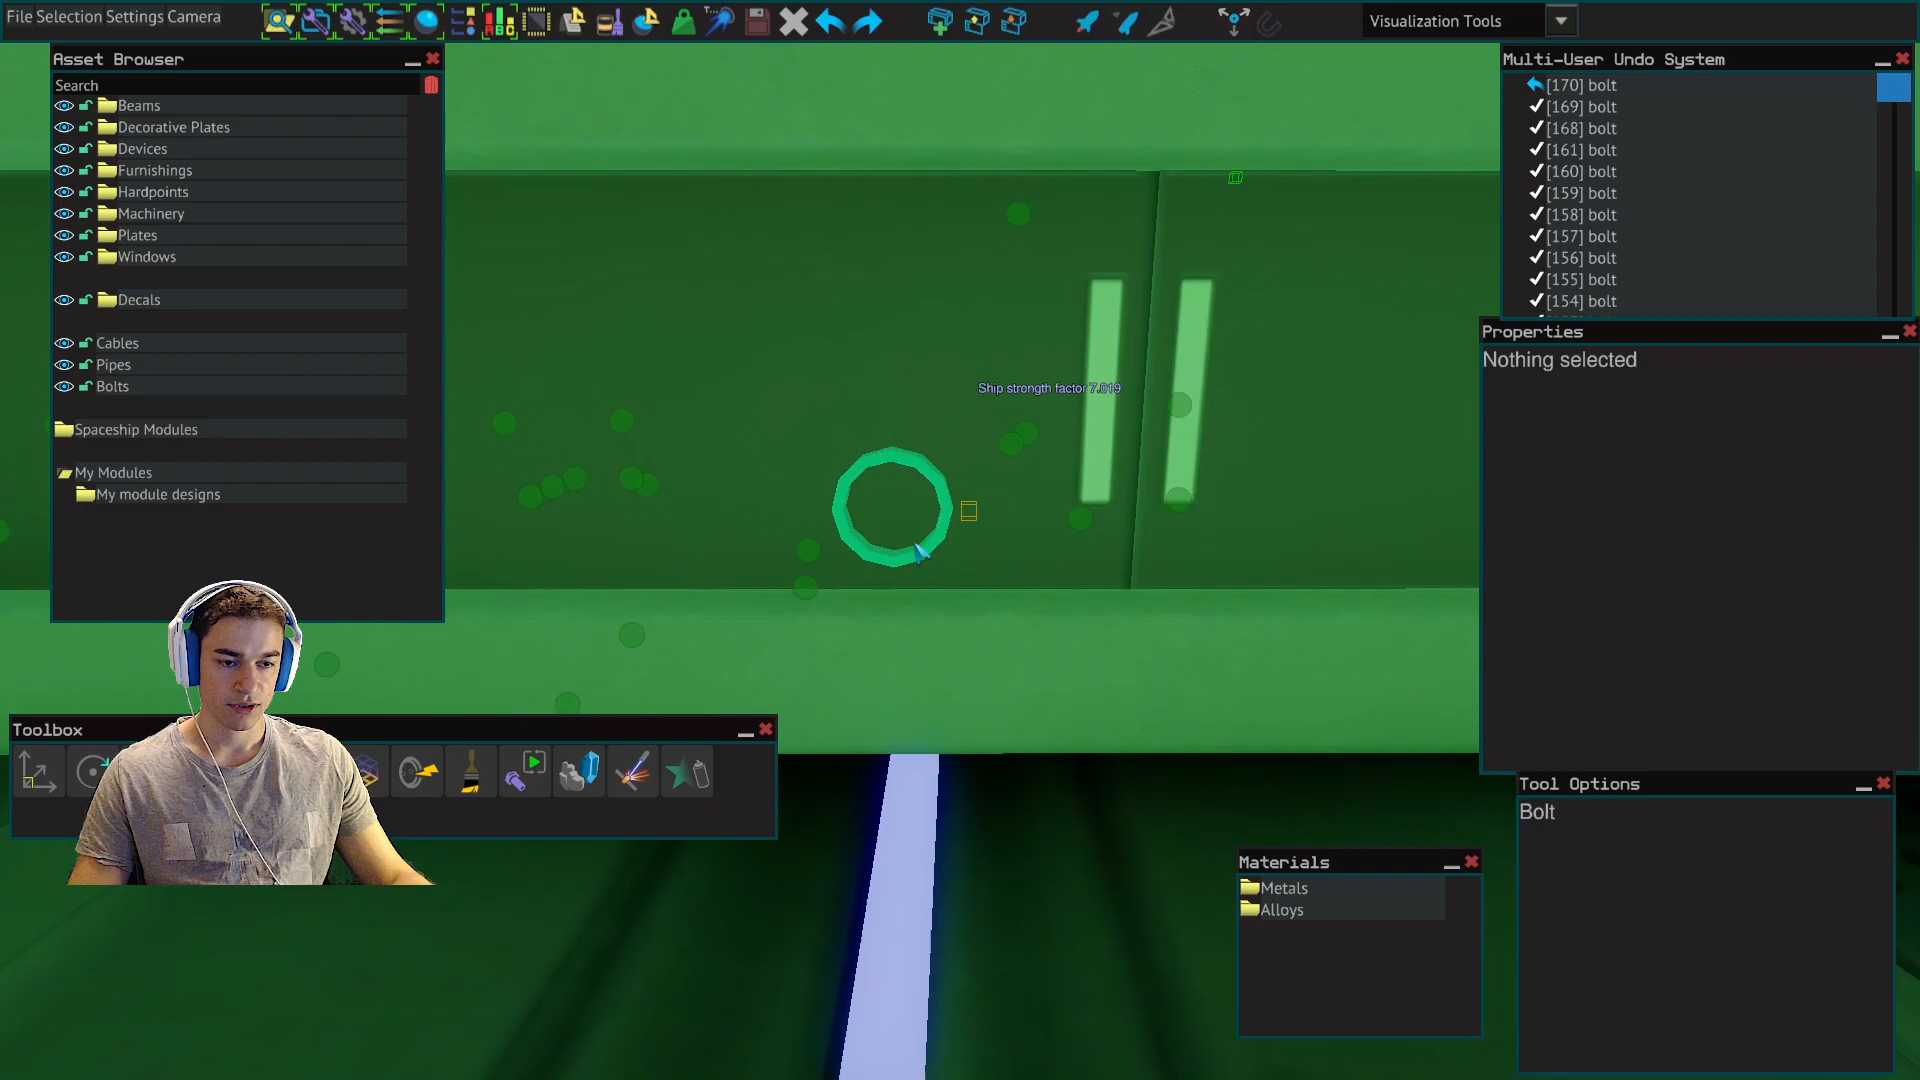 File Selection Settings Camera
Visualization Tools
Asset Browser
Search
Beams
Decorative Plates
Devices
Furnishings
Hardpoints
Machinery
Plates
Windows
Decals
Cables
Pipes
Bolts
Spaceship Modules
My Modules
My module designs
Ship strength factor 7.019
Multi-User Undo System
[170] bolt
[169] bolt
[168] bolt
[161] bolt
[160] bolt
[159] bolt
[158] bolt
[157] bolt
[156] bolt
[155] bolt
[154] bolt
Properties
Nothing selected
Toolbox
Tool Options
Bolt
Materials
Metals
Alloys